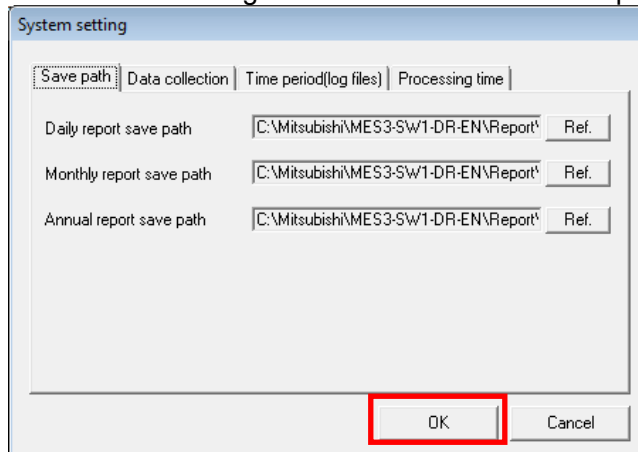 System setting
Save path Data collection Time period(log files) Processing time
Daily report save path C:\Mitsubishi\MES3-SW1-DR-EN\Report\ Ref.
Monthly report save path C:\Mitsubishi\MES3-SW1-DR-EN\Report\ Ref.
Annual report save path C:\Mitsubishi\MES3-SW1-DR-EN\Report\ Ref.
OK Cancel